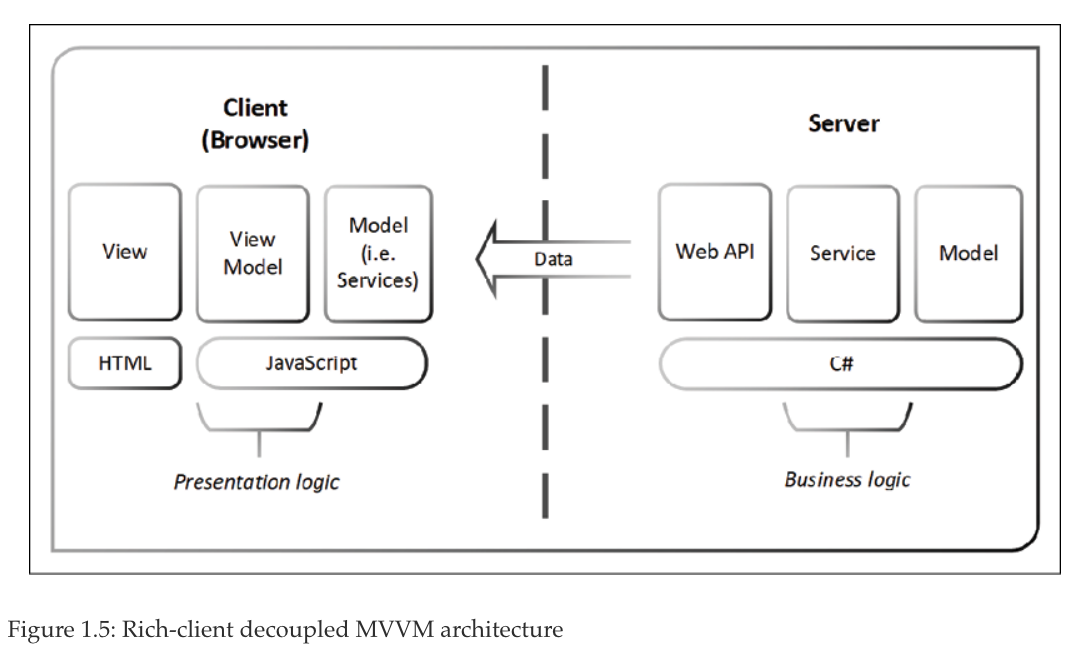 Client
(Browser)
Server
View
View
Model
Model
(i.e.
Services)
Data
Web API
Service
Model
HTML
JavaScript
C#
Presentation logic
Business logic
Figure 1.5: Rich-client decoupled MVVM architecture